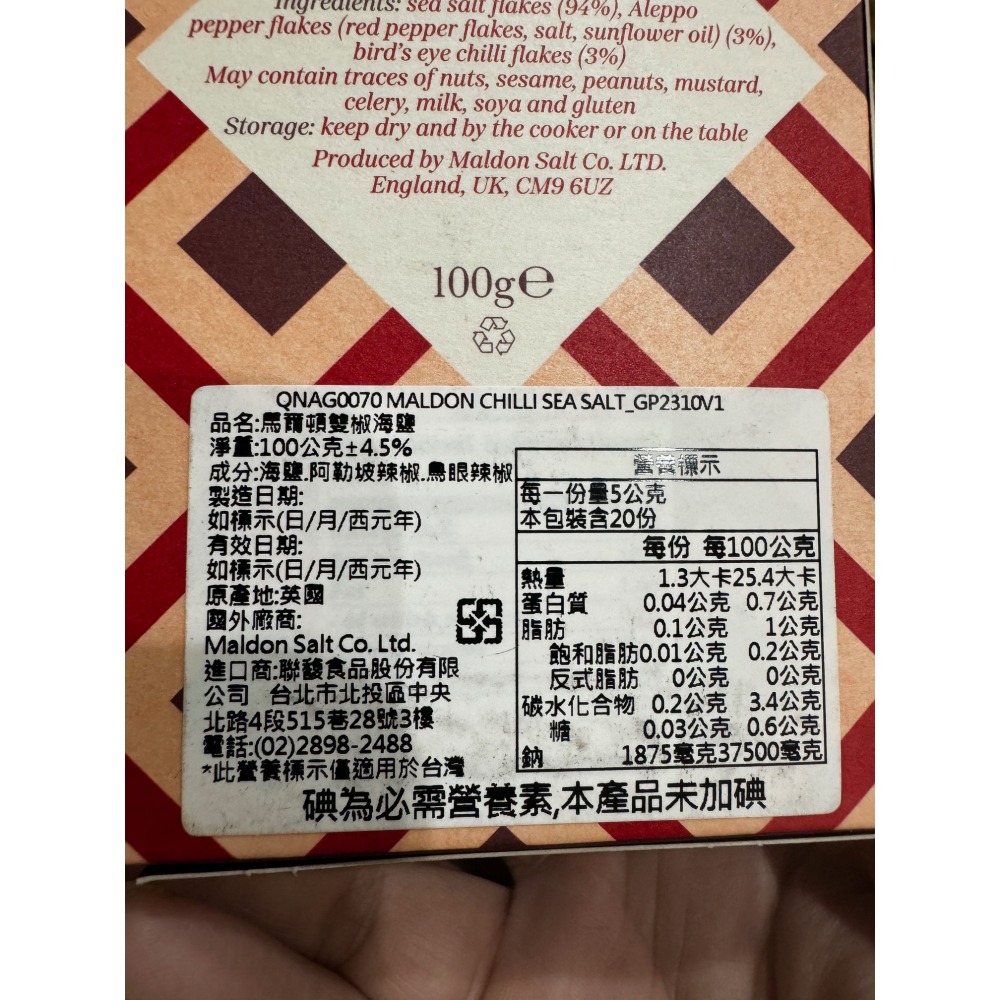 Ingredients: sea salt flakes (94%), Aleppo
pepper flakes (red pepper flakes, salt, sunflower oil) (3%),
bird's eye chilli flakes (3%)
May contain traces of nuts, sesame, peanuts, mustard,
celery, milk, soya and gluten
Storage: keep dry and by the cooker or on the table
Produced by Maldon Salt Co. LTD.
England, UK, CM9 6UZ
100g℮
QNAG0070 MALDON CHILLI SEA SALT_GP2310V1
品名:馬爾頓雙椒海鹽
淨重:100公克±4.5%
成分:海鹽.阿勒坡辣椒.鳥眼辣椒
製造日期:
如標示(日/月/西元年)
有效日期:
如標示(日/月/西元年)
原產地:英國
國外廠商:
Maldon Salt Co. Ltd.
進口商:聯馥食品股份有限
公司 台北市北投區中央
北路4段515巷28號3樓
電話:(02)2898-2488
*此營養標示僅適用於台灣
營養標示
每一份量5公克
本包裝含20份
每份 每100公克
熱量 1.3大卡 25.4大卡
蛋白質 0.04公克 0.7公克
脂肪 0.1公克 1公克
飽和脂肪 0.01公克 0.2公克
反式脂肪 0公克 0公克
碳水化合物 0.2公克 3.4公克
糖 0.03公克 0.6公克
鈉 1875毫克 37500毫克
碘為必需營養素,本產品未加碘